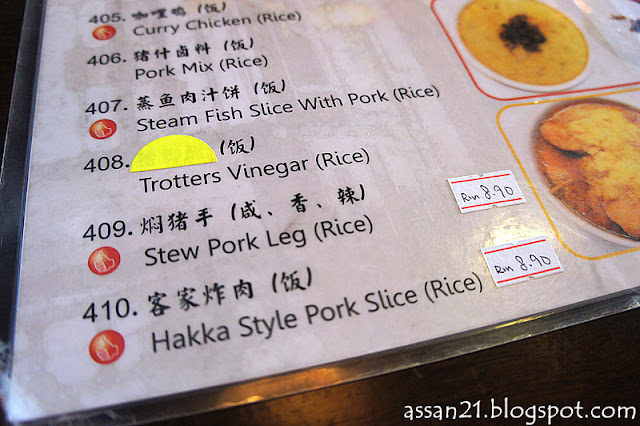 405. 咖哩鸡 (饭)
Curry Chicken (Rice)
406. 猪什卤料 (饭)
Pork Mix (Rice)
407. 蒸鱼肉汁饼 (饭)
Steam Fish Slice With Pork (Rice)
408. (饭)
Trotters Vinegar (Rice)
409. 焖猪手 (咸、香、辣)
Stew Pork Leg (Rice)
RM 8.90
410. 客家炸肉 (饭)
Hakka Style Pork Slice (Rice)
RM 8.90
assan21.blogspot.com